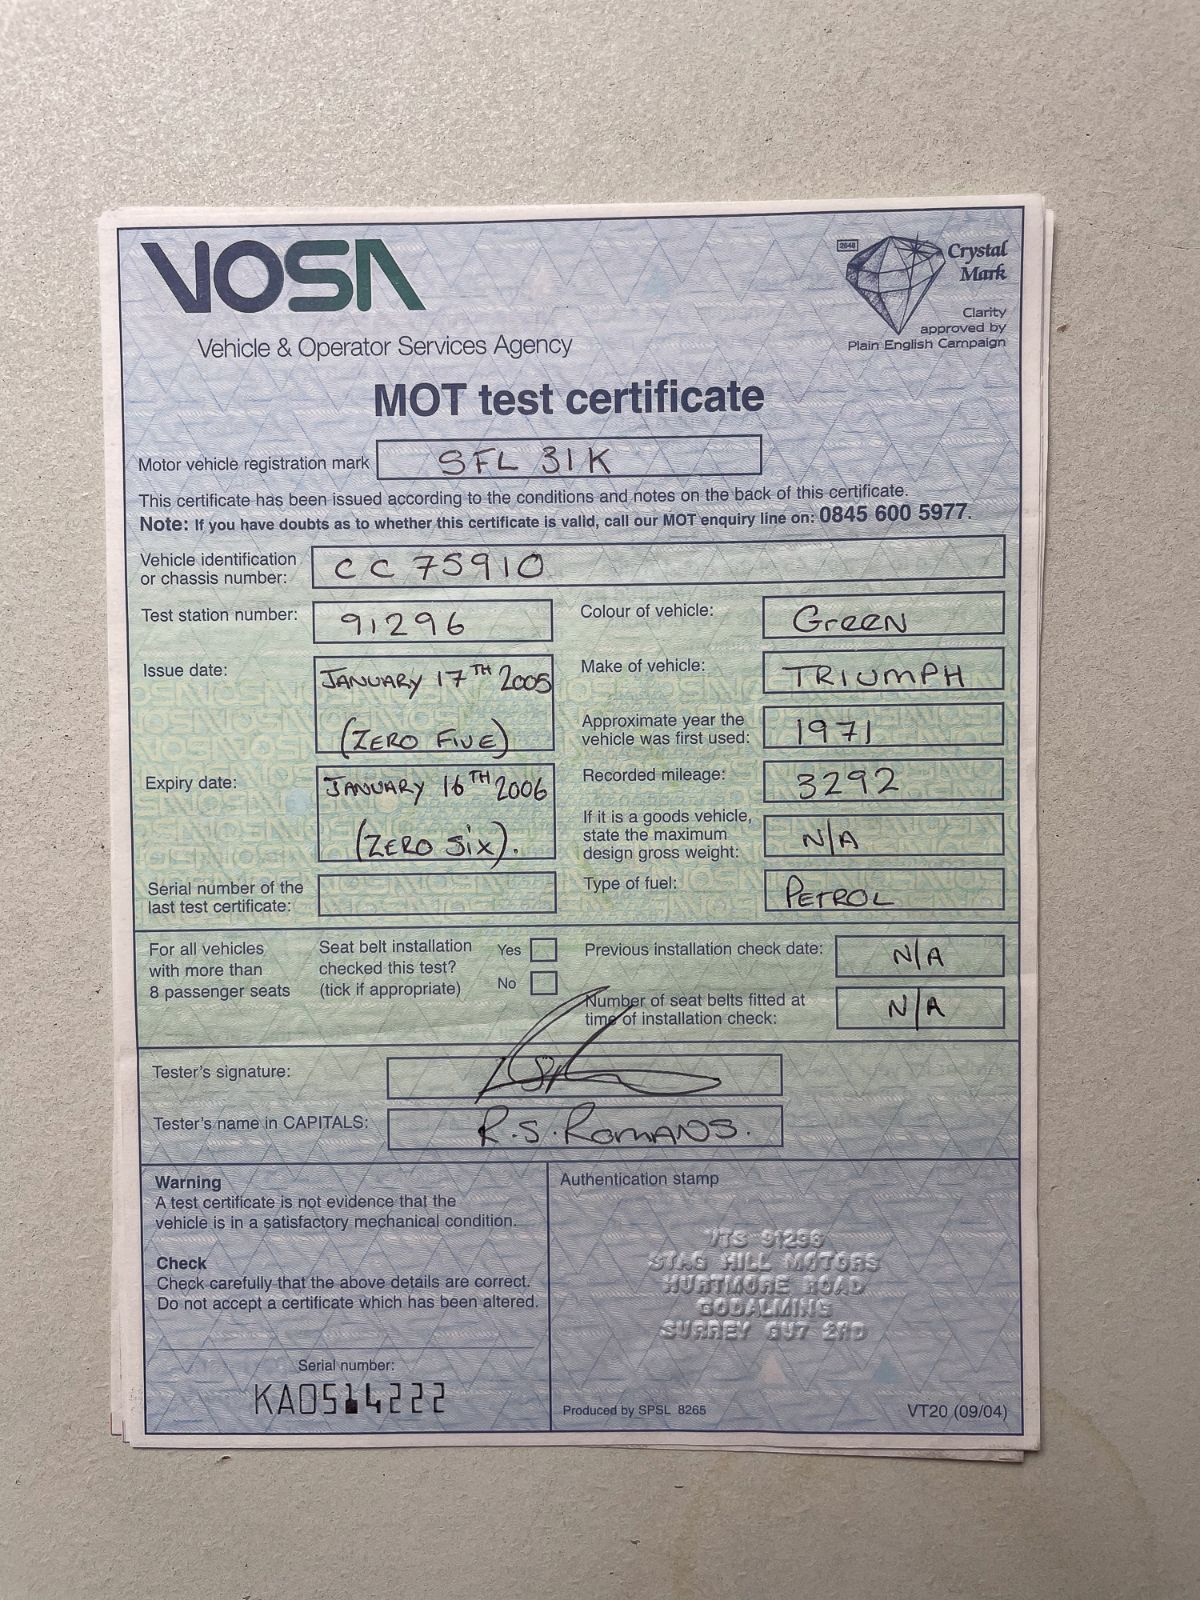 VOSA
Vehicle & Operator Services Agency
2648
Crystal
Mark
Clarity
approved by
Plain English Campaign
MOT test certificate
Motor vehicle registration mark SFL 31K
This certificate has been issued according to the conditions and notes on the back of this certificate.
Note: If you have doubts as to whether this certificate is valid, call our MOT enquiry line on: 0845 600 5977.
Vehicle identification
or chassis number: CC 75910
Test station number: 91296
Colour of vehicle: GreeN
Issue date: JANUARY 17TH 2005
(ZERO FIVE)
Make of vehicle: TRIUMPH
Approximate year the
vehicle was first used: 1971
Expiry date: JANUARY 16TH 2006
(ZERO Six).
Recorded mileage: 3292
If it is a goods vehicle,
state the maximum
design gross weight: N/A
Serial number of the
last test certificate:
Type of fuel: PETROL
For all vehicles
with more than
8 passenger seats
Seat belt installation
checked this test?
(tick if appropriate)
Yes
No
Previous installation check date: N/A
Number of seat belts fitted at
time of installation check: N/A
Tester's signature:
Tester's name in CAPITALS: R.S.ROMANS.
Warning
A test certificate is not evidence that the
vehicle is in a satisfactory mechanical condition.
Check
Check carefully that the above details are correct.
Do not accept a certificate which has been altered.
Serial number:
KA0514222
Authentication stamp
VTS 91296
STAG HILL MOTORS
HURTMORE ROAD
GODALMING
SURREY GU7 2RD
Produced by SPSL 8265
VT20 (09/04)